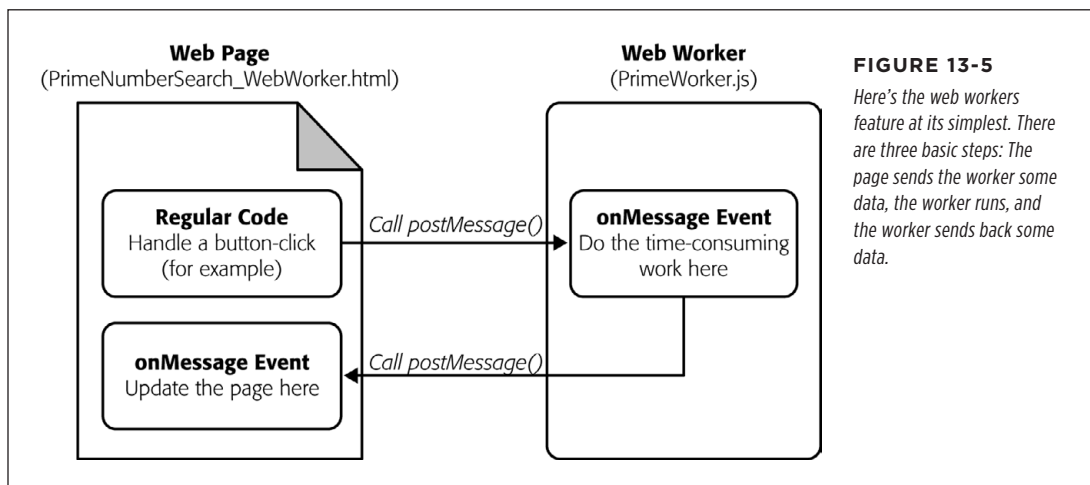 Web Page
(PrimeNumberSearch_WebWorker.html)
Regular Code
Handle a button-click
(for example)
onMessage Event
Update the page here
Call postMessage()
Call postMessage()
Web Worker
(PrimeWorker.js)
onMessage Event
Do the time-consuming
work here
FIGURE 13-5
Here's the web workers
feature at its simplest. There
are three basic steps: The
page sends the worker some
data, the worker runs, and
the worker sends back some
data.